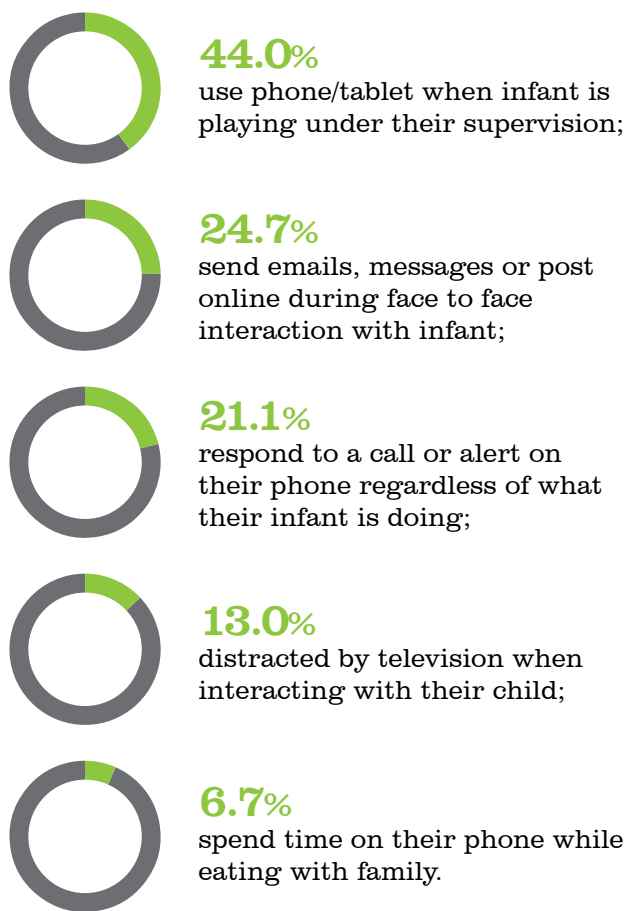 44.0%
use phone/tablet when infant is
playing under their supervision;
24.7%
send emails, messages or post
online during face to face
interaction with infant;
21.1%
respond to a call or alert on
their phone regardless of what
their infant is doing;
13.0%
distracted by television when
interacting with their child;
6.7%
spend time on their phone while
eating with family.